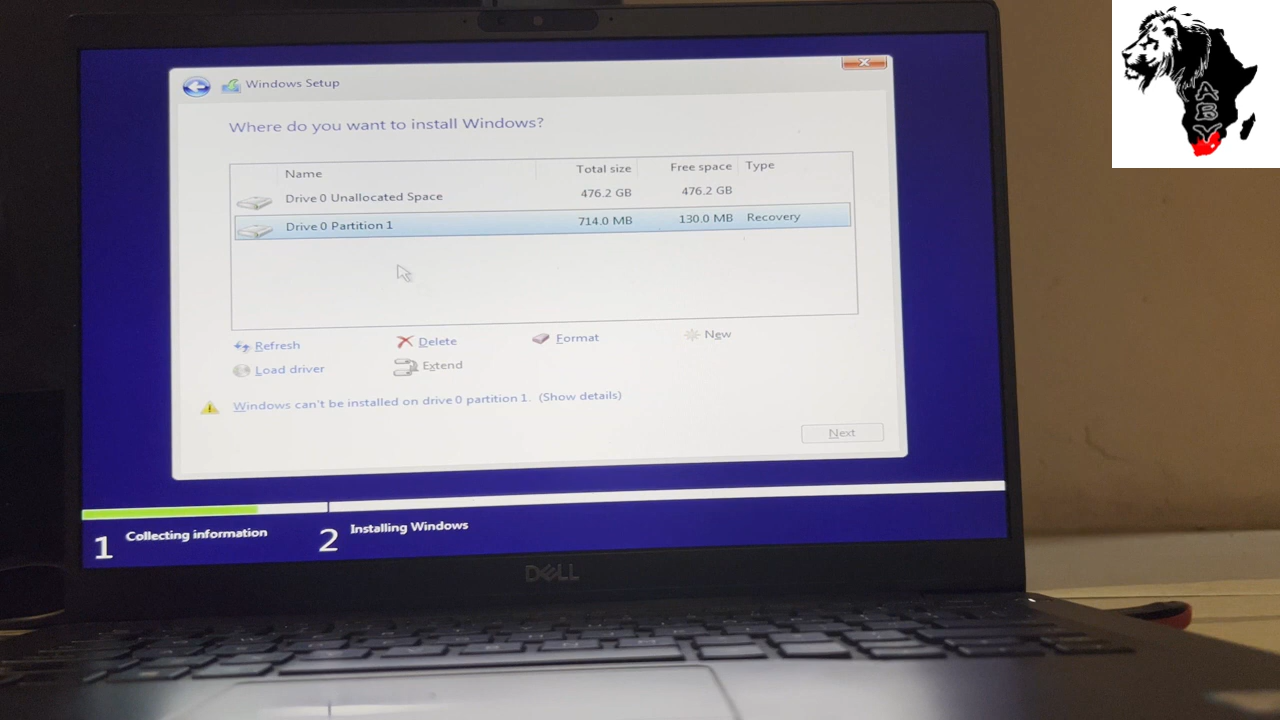 Windows Setup
Where do you want to install Windows?
Name Total size Free space Type
Drive 0 Unallocated Space 476.2 GB 476.2 GB
Drive 0 Partition 1 714.0 MB 130.0 MB Recovery
Refresh Delete Format New
Load driver Extend
Windows can't be installed on drive 0 partition 1. (Show details)
Next
1 Collecting information 2 Installing Windows
DELL
ABY